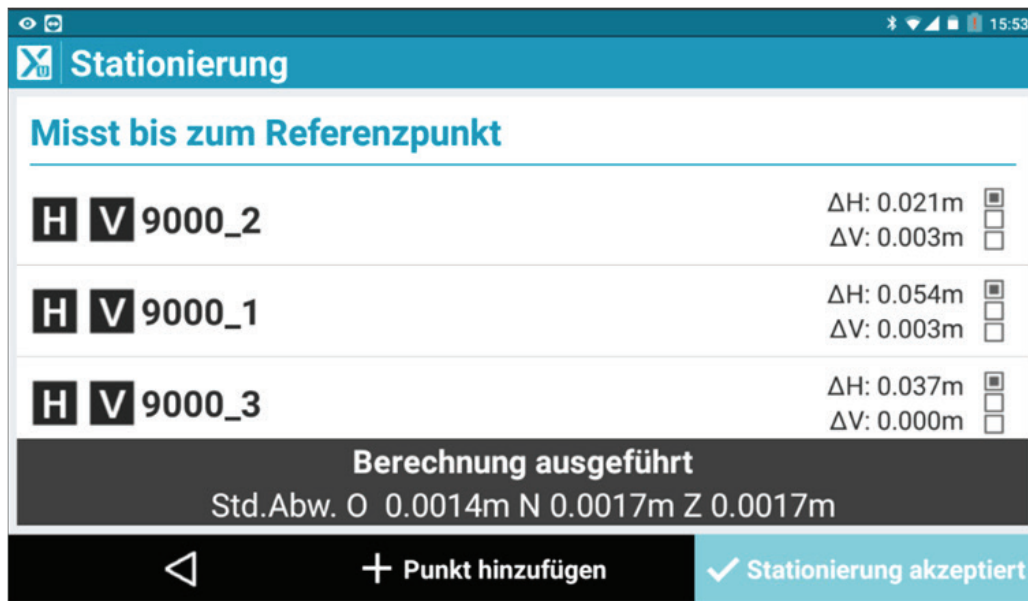 15:53
XU Stationierung
Misst bis zum Referenzpunkt
H V 9000_2
ΔH: 0.021m
ΔV: 0.003m
H V 9000_1
ΔH: 0.054m
ΔV: 0.003m
H V 9000_3
ΔH: 0.037m
ΔV: 0.000m
Berechnung ausgeführt
Std.Abw. O 0.0014m N 0.0017m Z 0.0017m
Punkt hinzufügen
Stationierung akzeptiert